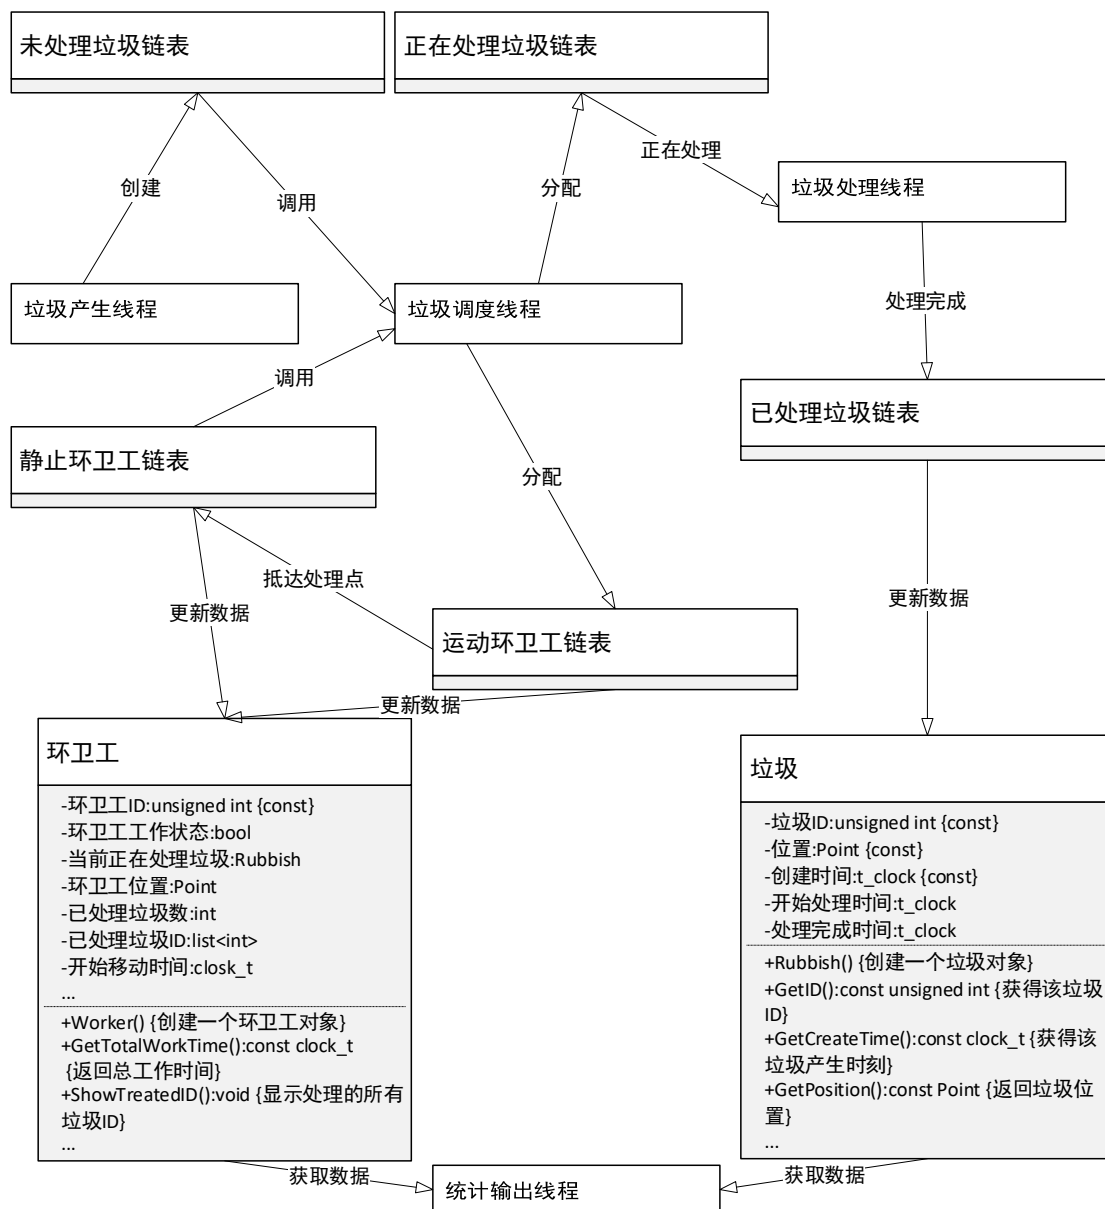 未处理垃圾链表
正在处理垃圾链表
正在处理
垃圾处理线程
创建
调用
分配
垃圾产生线程
垃圾调度线程
处理完成
调用
已处理垃圾链表
静止环卫工链表
分配
抵达处理点
更新数据
更新数据
运动环卫工链表
更新数据
环卫工
-环卫工ID:unsigned int {const}
-环卫工工作状态:bool
-当前正在处理垃圾:Rubbish
-环卫工位置:Point
-已处理垃圾数:int
-已处理垃圾ID:list<int>
-开始移动时间:closk_t
...
+Worker() {创建一个环卫工对象}
+GetTotalWorkTime():const clock_t
{返回总工作时间}
+ShowTreatedID():void {显示处理的所有
垃圾ID}
...
垃圾
-垃圾ID:unsigned int {const}
-位置:Point {const}
-创建时间:t_clock {const}
-开始处理时间:t_clock
-处理完成时间:t_clock
+Rubbish() {创建一个垃圾对象}
+GetID():const unsigned int {获得该垃圾
ID}
+GetCreateTime():const clock_t {获得该
垃圾产生时刻}
+GetPosition():const Point {返回垃圾位
置}
...
获取数据
获取数据
统计输出线程